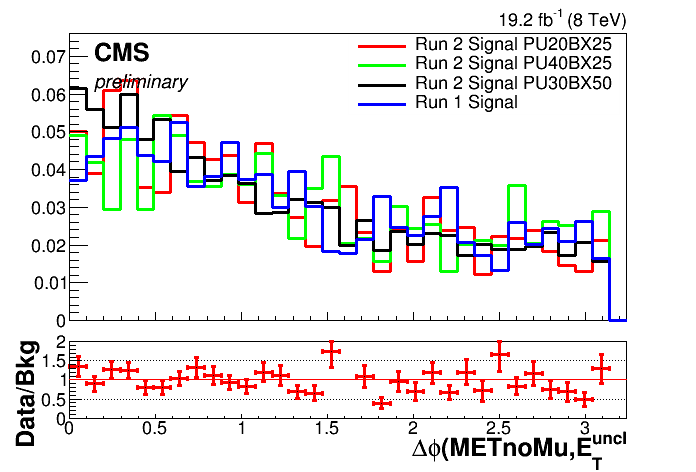 19.2 fb-1 (8 TeV)
CMS
preliminary
Run 2 Signal PU20BX25
Run 2 Signal PU40BX25
Run 2 Signal PU30BX50
Run 1 Signal
0.07
0.06
0.05
0.04
0.03
0.02
0.01
0
Data/Bkg
2
1.5
1
0.5
0
0 0.5 1 1.5 2 2.5 3
Δϕ(METnoMu,E_T^uncl